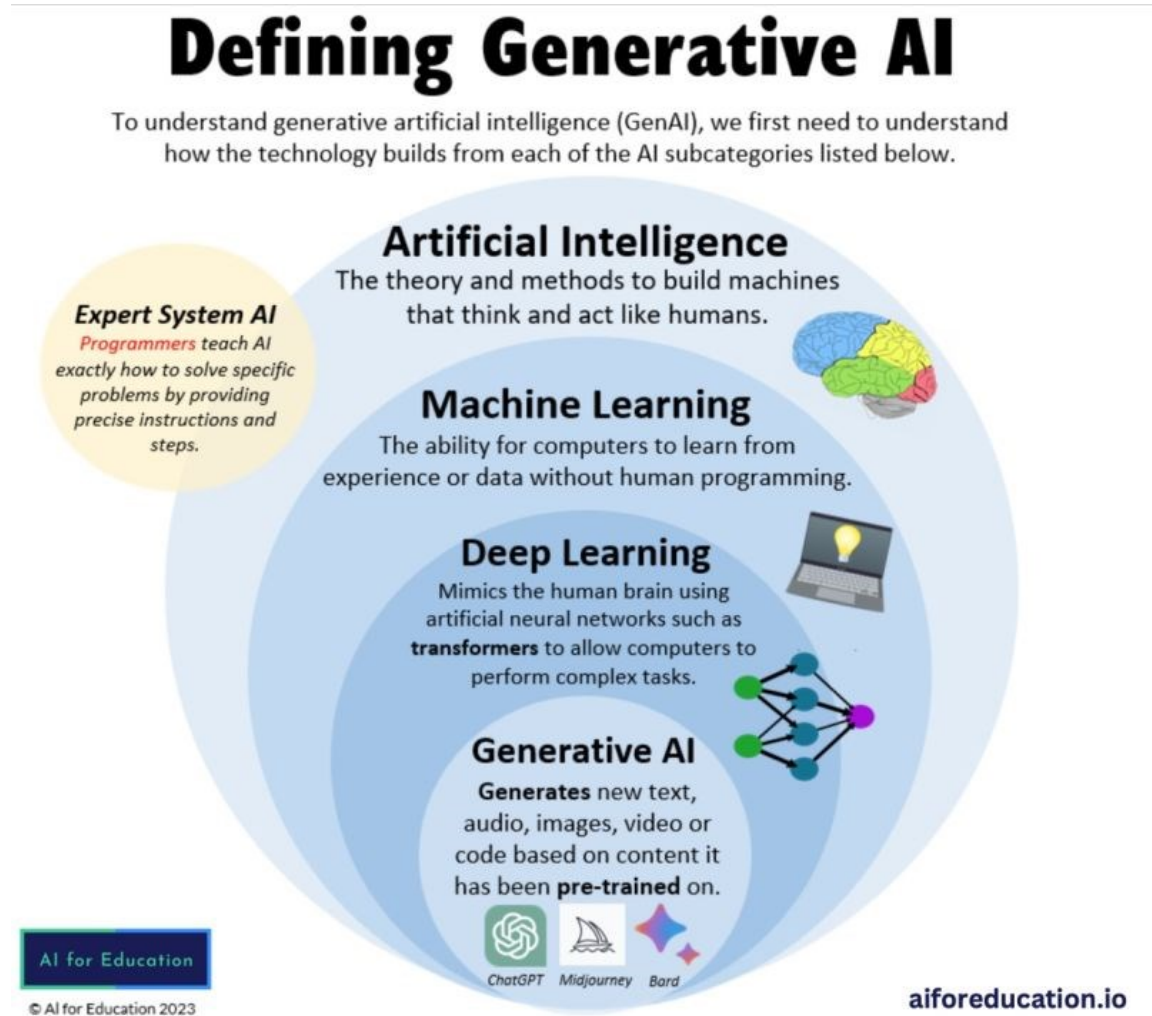 Defining Generative AI
To understand generative artificial intelligence (GenAI), we first need to understand
how the technology builds from each of the AI subcategories listed below.
Artificial Intelligence
The theory and methods to build machines
that think and act like humans.
Expert System AI
Programmers teach AI
exactly how to solve specific
problems by providing
precise instructions and
steps.
Machine Learning
The ability for computers to learn from
experience or data without human programming.
Deep Learning
Mimics the human brain using
artificial neural networks such as
transformers to allow computers to
perform complex tasks.
Generative AI
Generates new text,
audio, images, video or
code based on content it
has been pre-trained on.
ChatGPT Midjourney Bard
AI for Education
© AI for Education 2023
aiforeducation.io